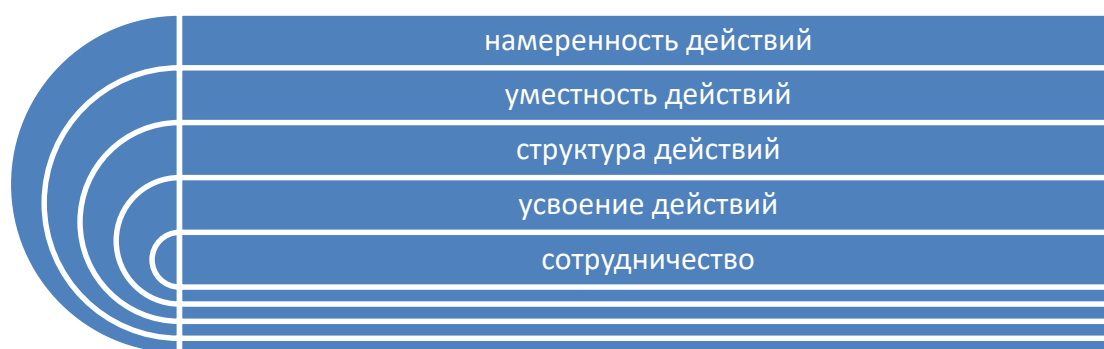 намеренность действий
уместность действий
структура действий
усвоение действий
сотрудничество